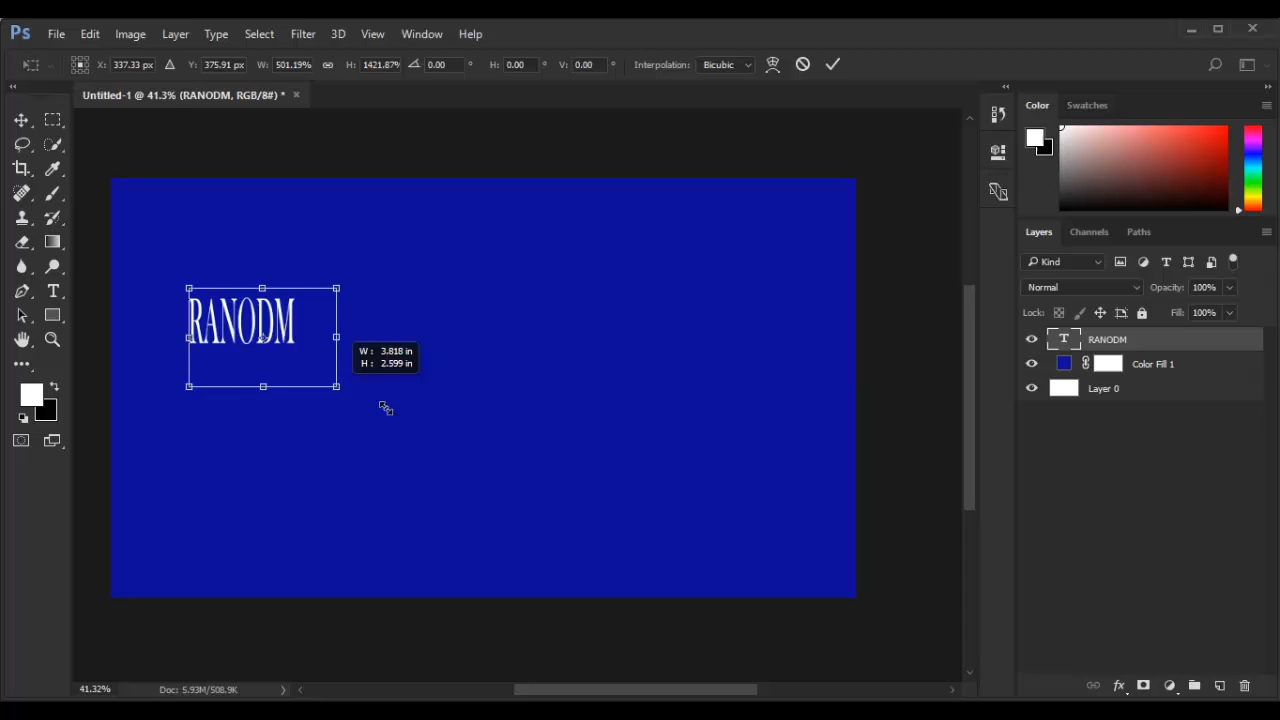 Ps File Edit Image Layer Type Select Filter 3D View Window Help
X: 337.33 px Y: 375.91 px W: 501.19% H: 1421.87% 0.00 ° H: 0.00 ° V: 0.00 ° Interpolation: Bicubic
Untitled-1 @ 41.3% (RANODM, RGB/8#) *
Color Swatches
Layers Channels Paths
Kind
Normal Opacity: 100%
Lock: Fill: 100%
RANODM
W : 3.818 in
H : 2.599 in
T RANODM
Color Fill 1
Layer 0
41.32% Doc: 5.93M/508.9K
fx